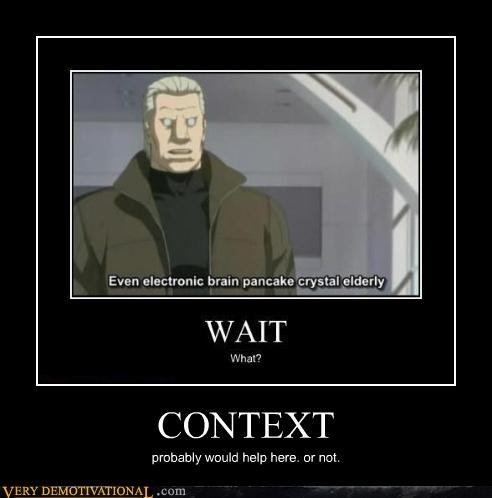 Even electronic brain pancake crystal elderly
WAIT
What?
CONTEXT
probably would help here. or not.
VERY DEMOTIVATIONAL.com